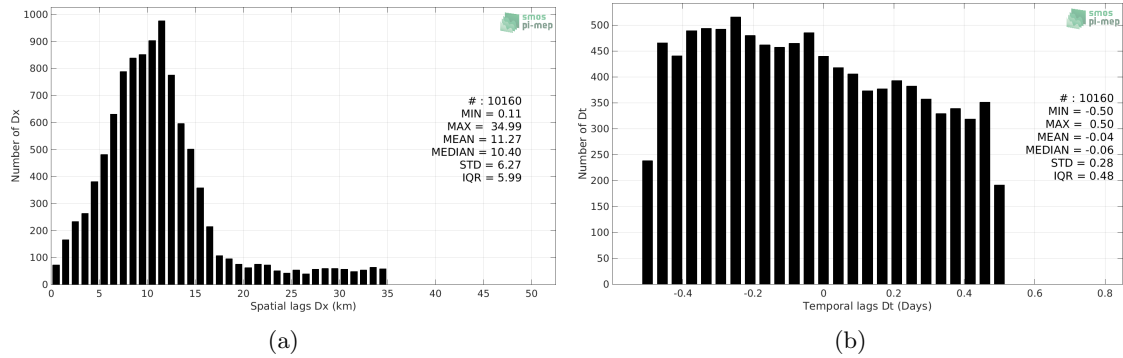 smos
pi-mep
1000
900
800
700
600
500
400
300
200
100
0
Number of Dx
# : 10160
MIN = 0.11
MAX = 34.99
MEAN = 11.27
MEDIAN = 10.40
STD = 6.27
IQR = 5.99
0 5 10 15 20 25 30 35 40 45 50
Spatial lags Dx (km)
(a)
smos
pi-mep
500
450
400
350
300
250
200
150
100
50
0
Number of Dt
# : 10160
MIN = -0.50
MAX = 0.50
MEAN = -0.04
MEDIAN = -0.06
STD = 0.28
IQR = 0.48
-0.4 -0.2 0 0.2 0.4 0.6 0.8
Temporal lags Dt (Days)
(b)